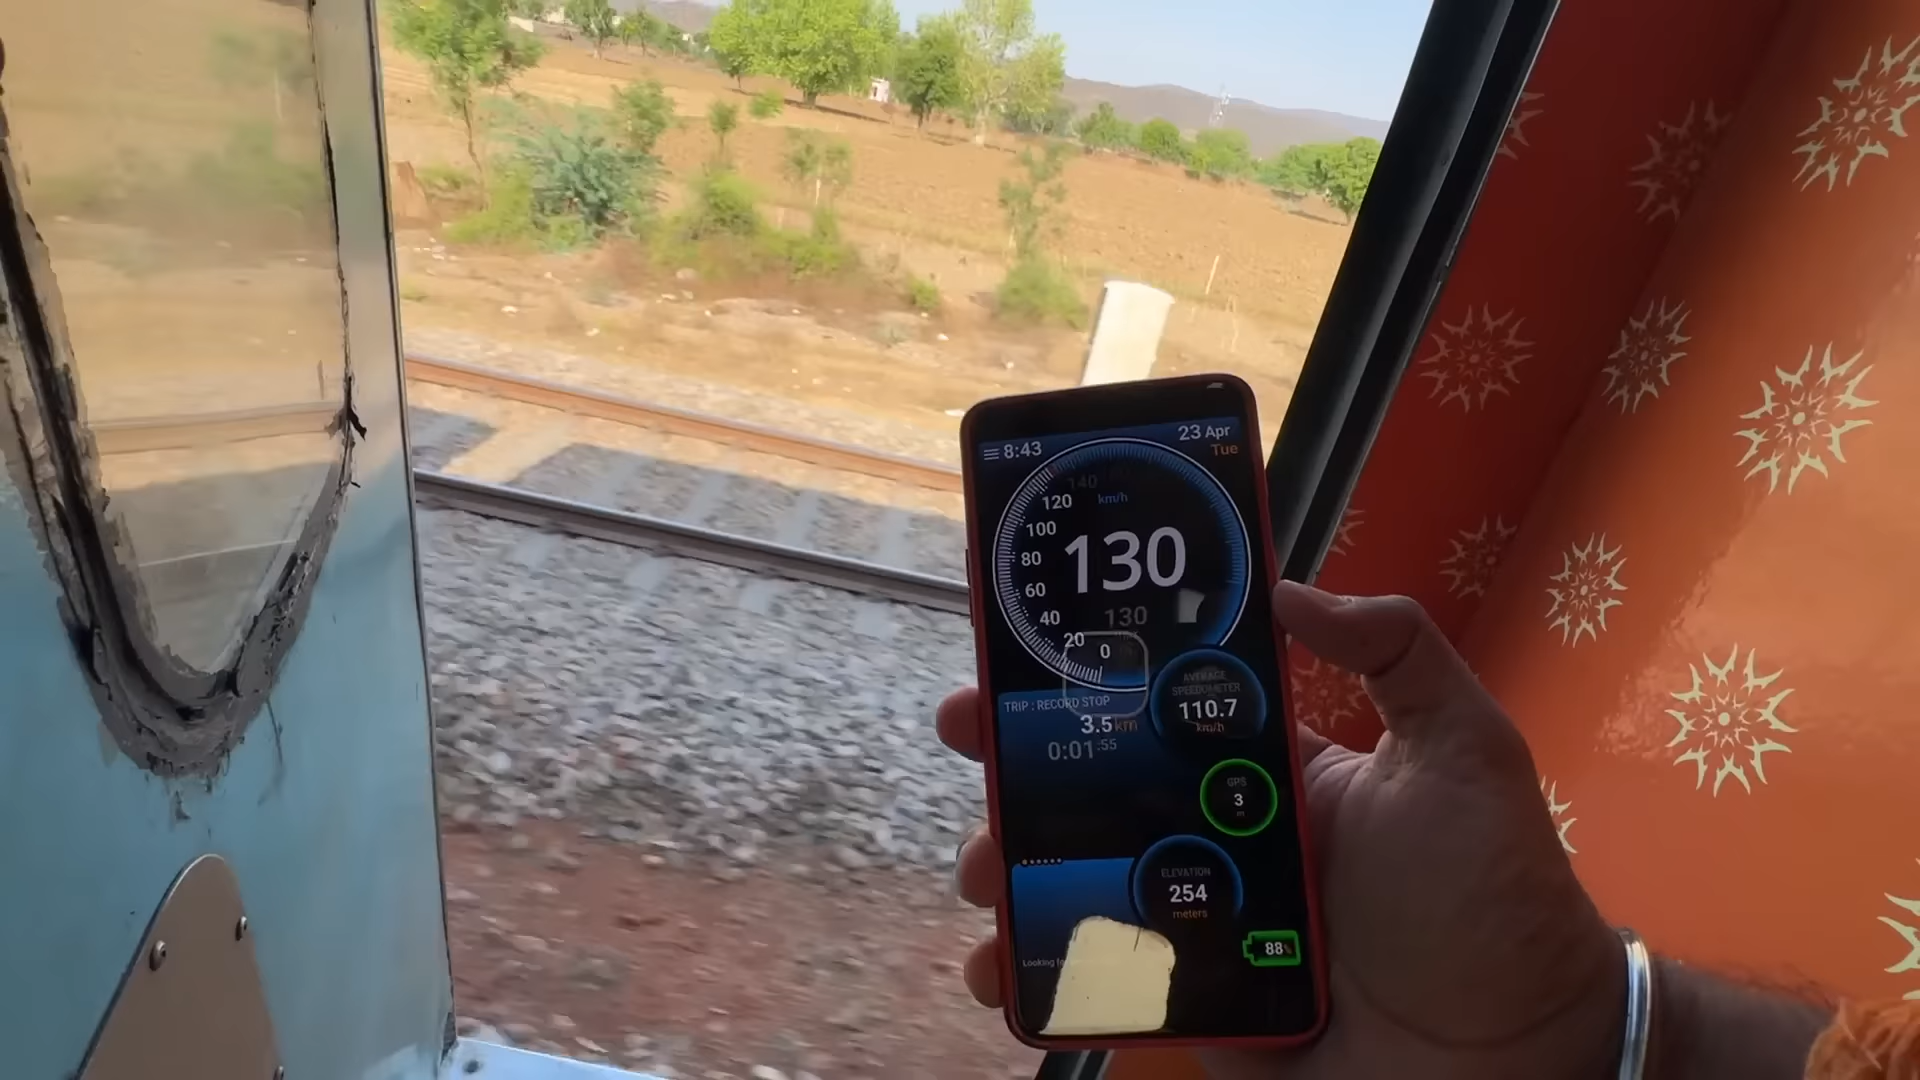 8:43
23 Apr
Tue
140
120
km/h
100
130
80
60
40
130
20
0
AVERAGE
SPEEDOMETER
110.7
km/h
TRIP : RECORD STOP
3.5 km
0:01:55
GPS
3
m
ELEVATION
254
meters
88%
Looking